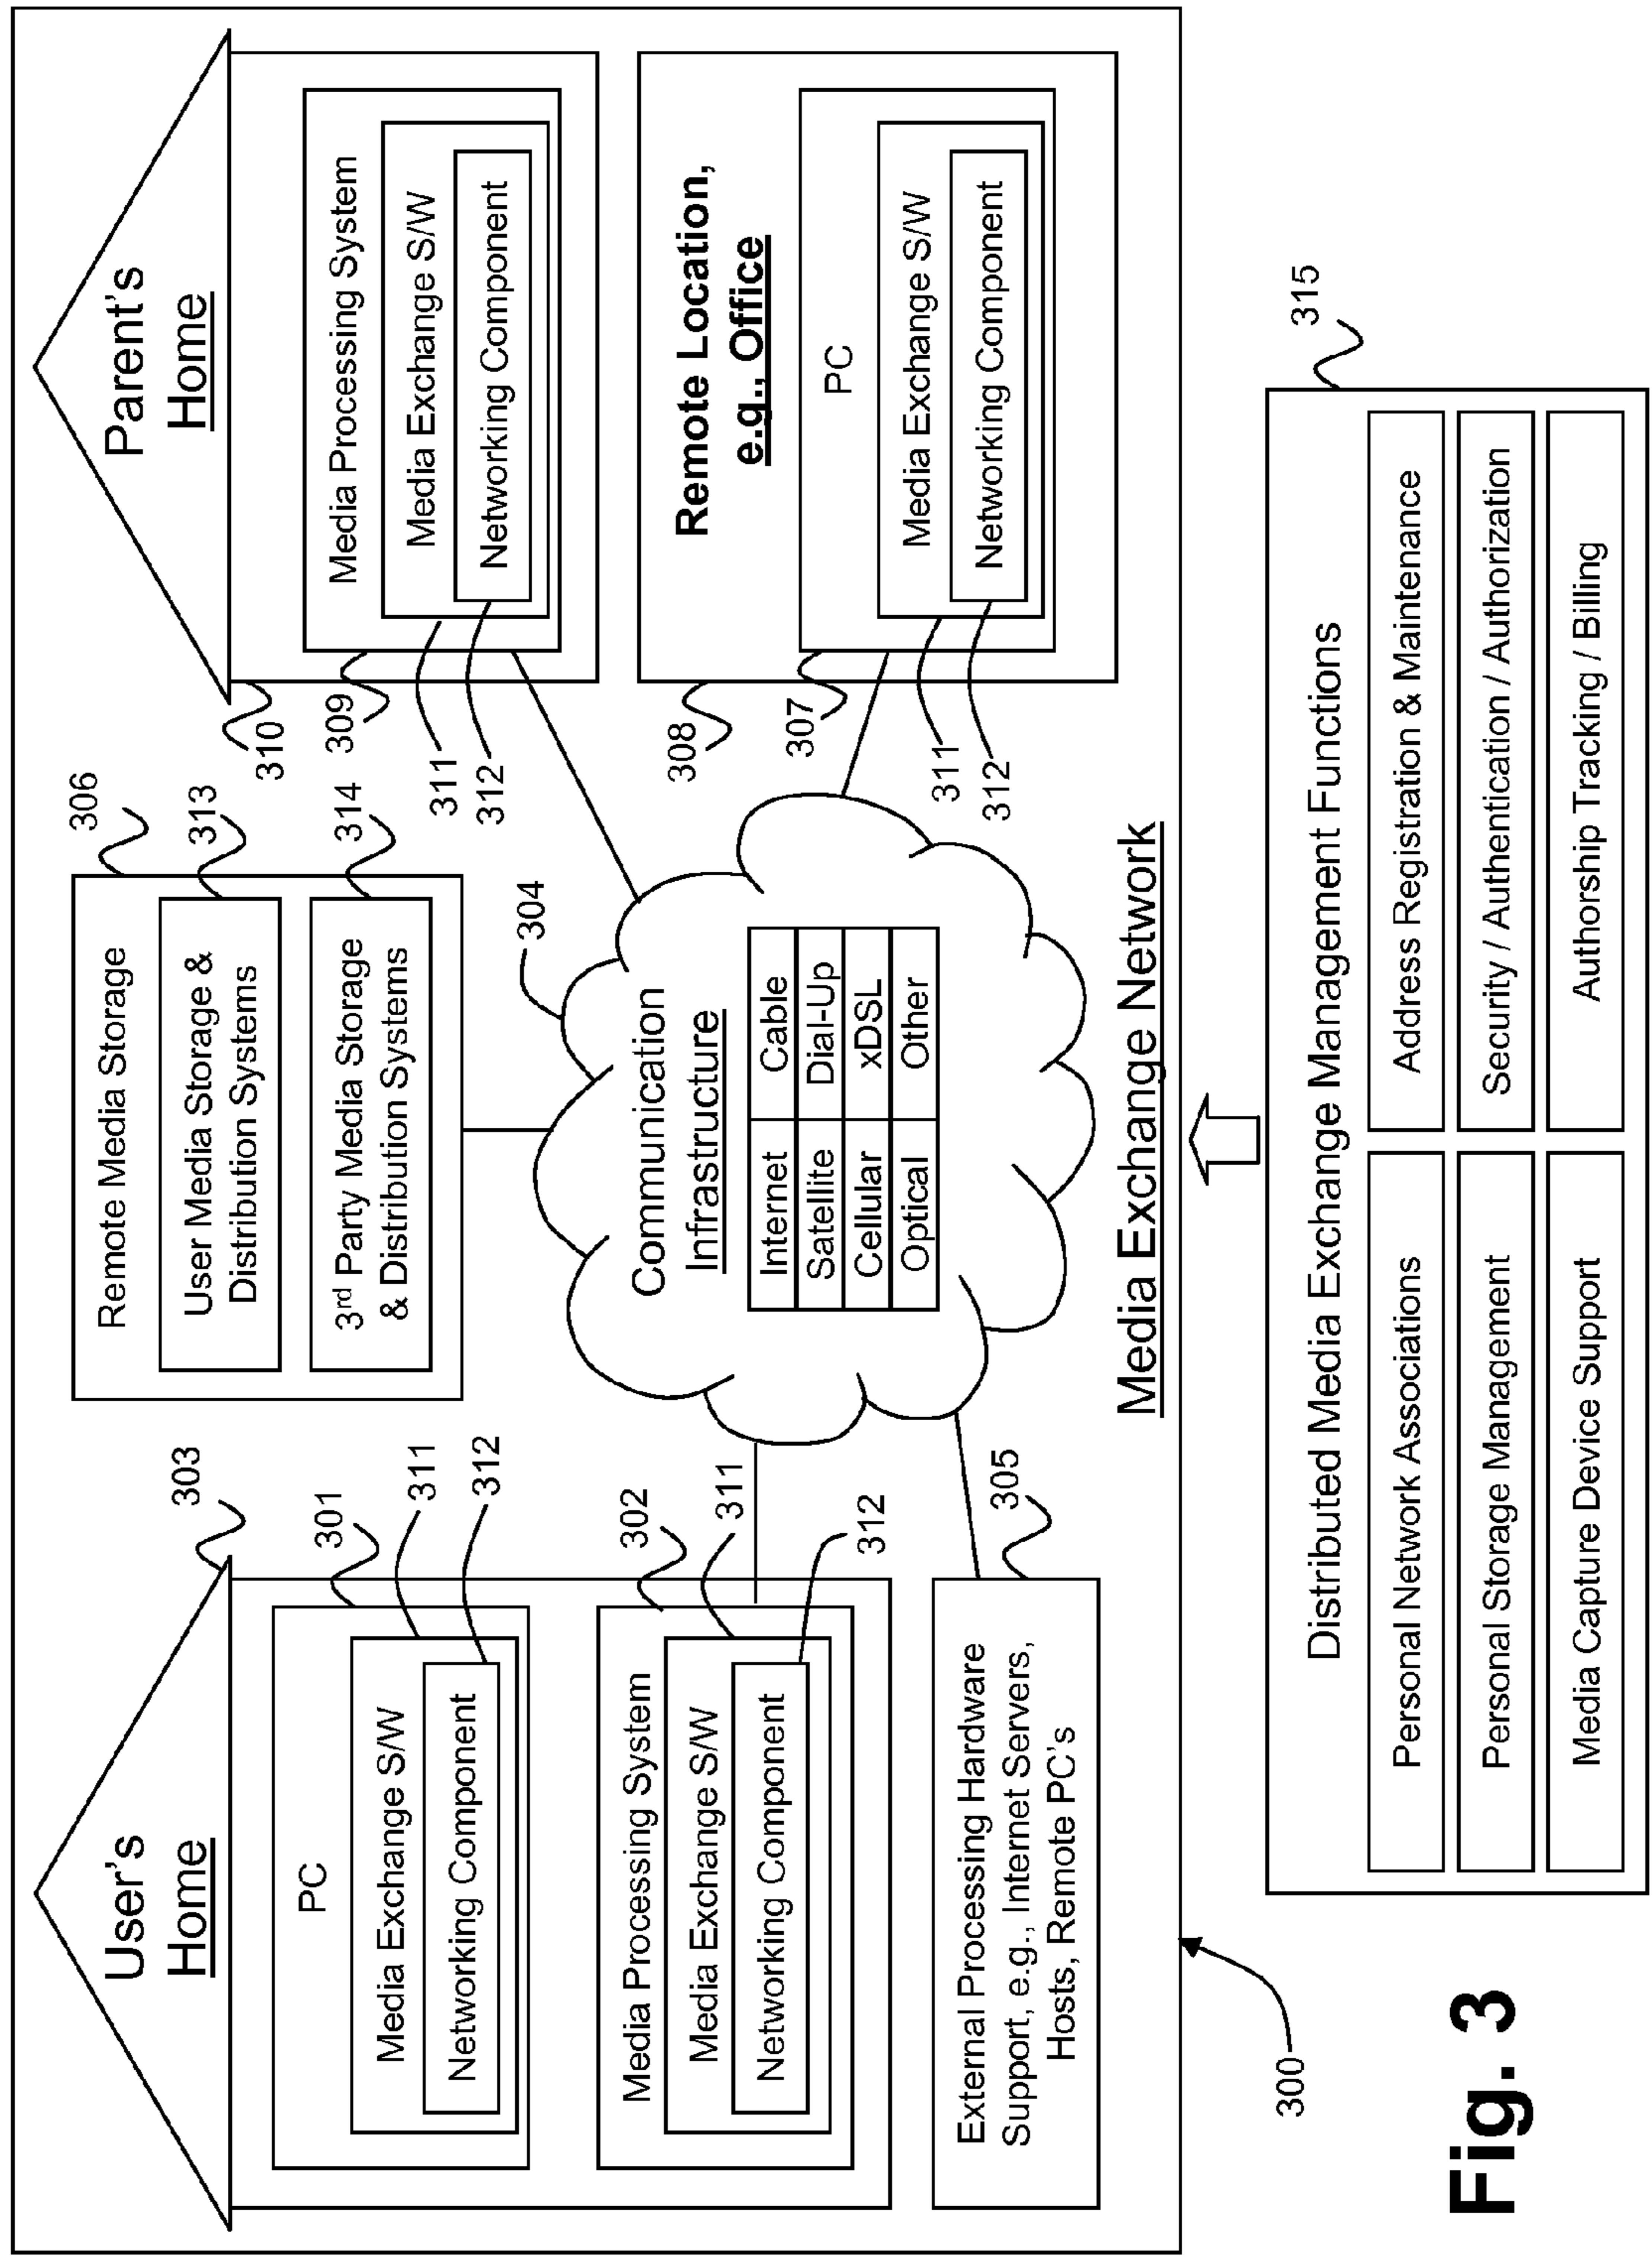 User's
Home
303
PC
301
Media Exchange S/W
311
Networking Component
312
Media Processing System
302
Media Exchange S/W
311
Networking Component
312
External Processing Hardware
Support, e.g., Internet Servers,
Hosts, Remote PC's
305
306
Remote Media Storage
313
User Media Storage &
Distribution Systems
314
3rd Party Media Storage
& Distribution Systems
304
Communication
Infrastructure
Internet Cable
Satellite Dial-Up
Cellular xDSL
Optical Other
Parent's
Home
310
Media Processing System
309
Media Exchange S/W
311
Networking Component
312
Remote Location,
e.g., Office
308
PC
307
Media Exchange S/W
311
Networking Component
312
Media Exchange Network
300
315
Distributed Media Exchange Management Functions
Personal Network Associations
Address Registration & Maintenance
Personal Storage Management
Security / Authentication / Authorization
Media Capture Device Support
Authorship Tracking / Billing
Fig. 3